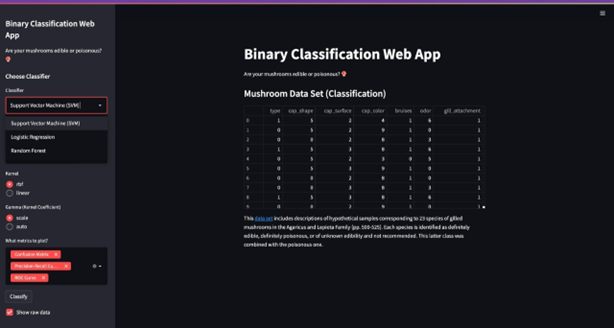 Binary Classification Web
App
Are your mushrooms edible or poisonous?
Choose Classifier
Classifier
Support Vector Machine (SVM)
Support Vector Machine (SVM)
Logistic Regression
Random Forest
Kernel
rbf
linear
Gamma (Kernel Coefficient)
scale
auto
What metrics to plot?
Confusion Matrix
Precision-Recall Cu...
ROC Curve
Classify
Show raw data
Binary Classification Web App
Are your mushrooms edible or poisonous?
Mushroom Data Set (Classification)
type cap_shape cap_surface cap_color bruises odor gill_attachment
0 1 5 2 4 1 6 1
1 0 5 2 9 1 0 1
2 0 0 2 8 1 3 1
3 1 5 3 8 1 6 1
4 0 5 2 3 0 5 1
5 0 5 3 9 1 0 1
6 0 0 2 8 1 0 1
7 0 0 3 8 1 3 1
8 1 5 3 8 1 6 1
9 0 0 2 9 1 0 1
This data set includes descriptions of hypothetical samples corresponding to 23 species of gilled
mushrooms in the Agaricus and Lepiota Family (pp. 500-525). Each species is identified as definitely
edible, definitely poisonous, or of unknown edibility and not recommended. This latter class was
combined with the poisonous one.